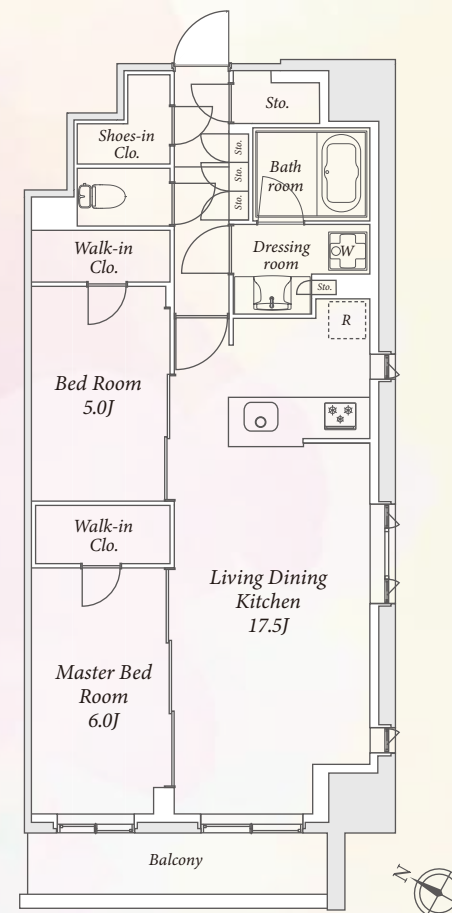 Sto.
Shoes-in
Clo.
Sto.
Sto.
Sto.
Bath
room
Walk-in
Clo.
Dressing
room
W
Sto.
R
Bed Room
5.0J
Walk-in
Clo.
Living Dining
Kitchen
17.5J
Master Bed
Room
6.0J
Balcony
N